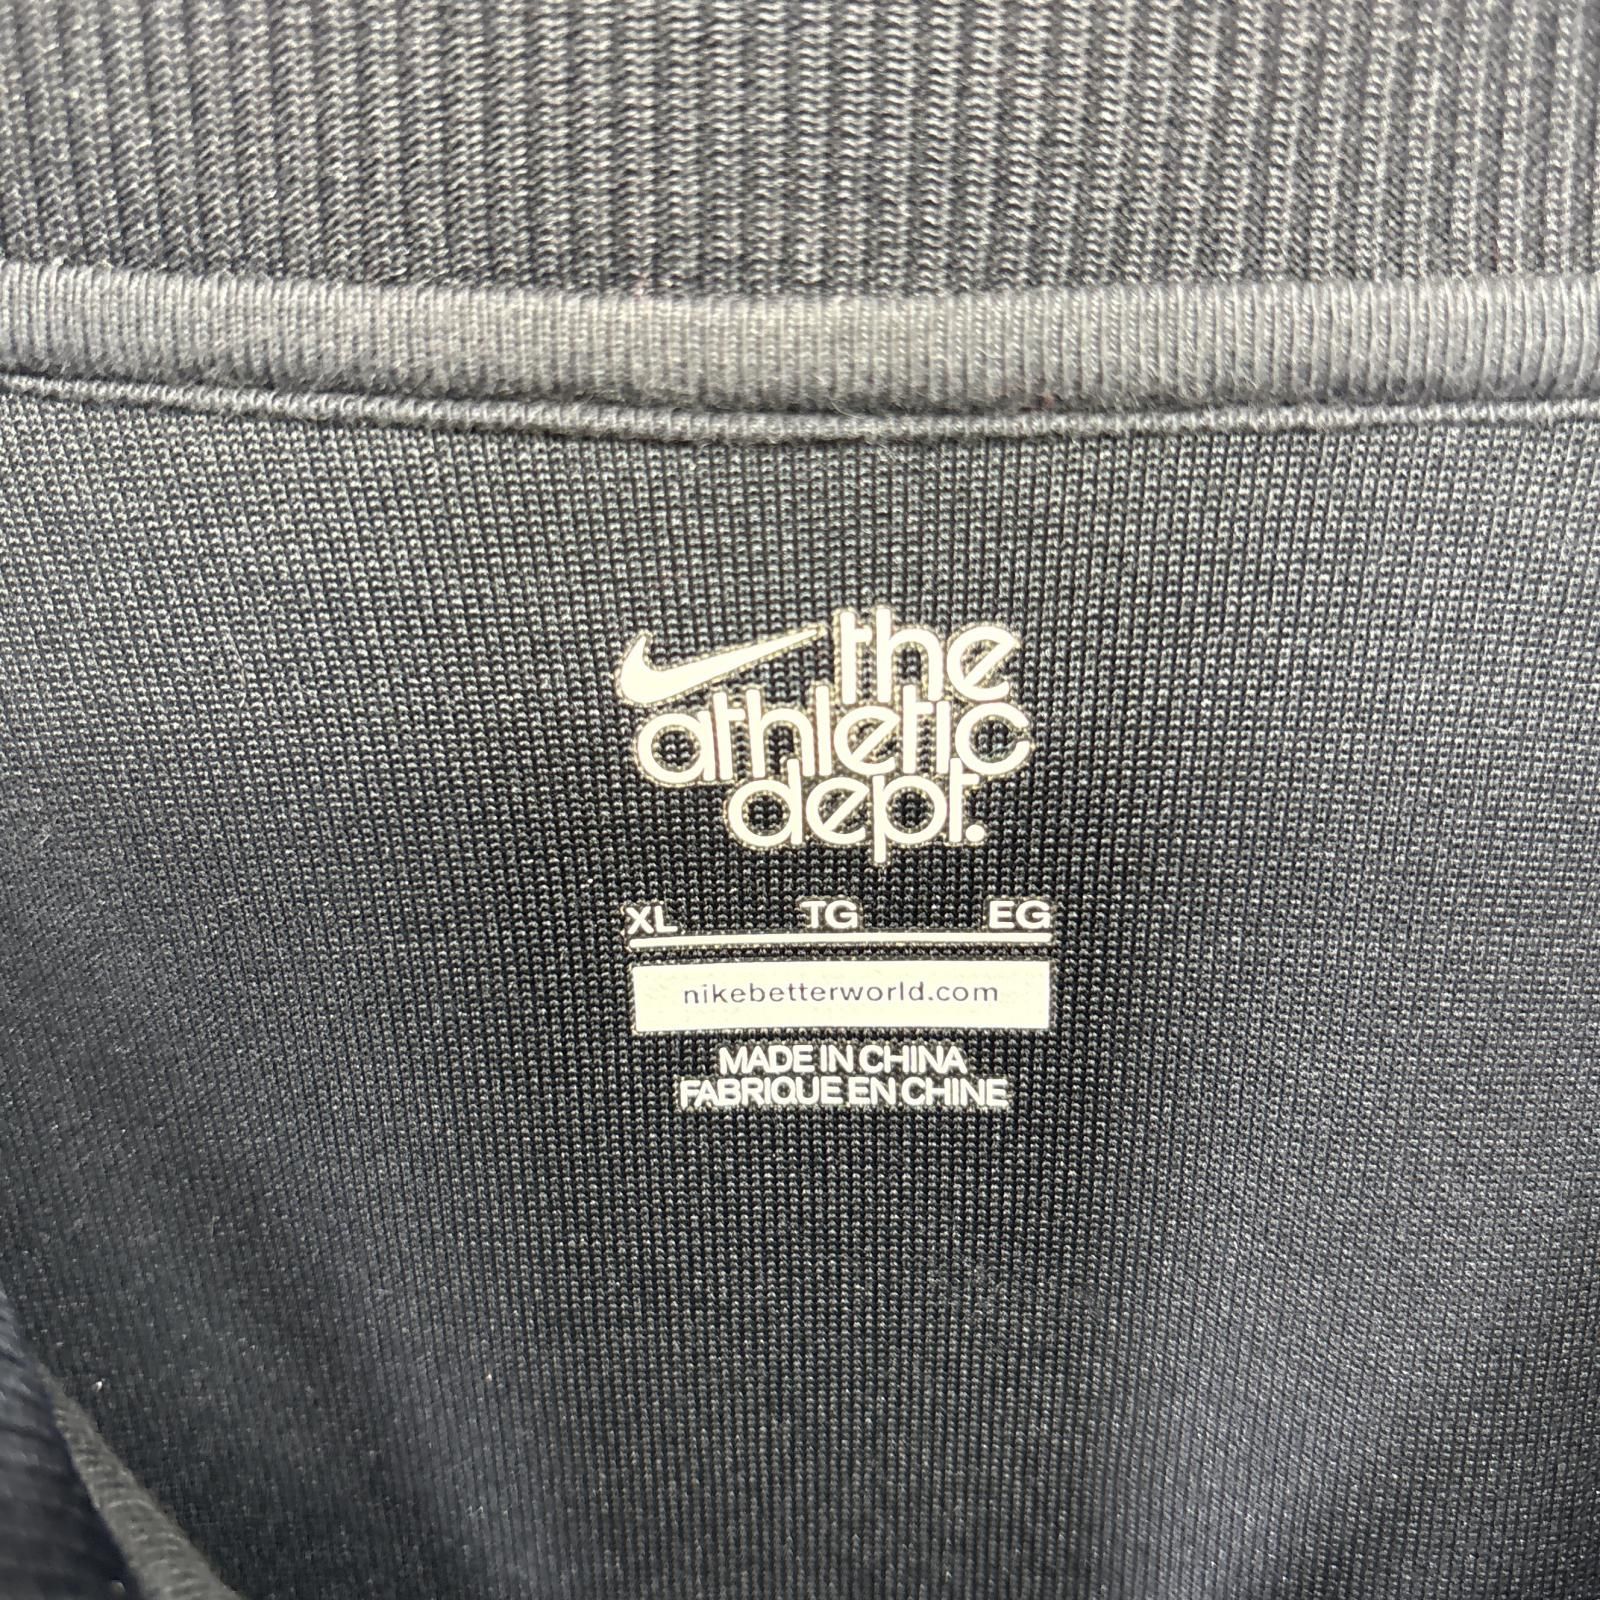 the
athletic
dept.
XL TG EG
nikebetterworld.com
MADE IN CHINA
FABRIQUE EN CHINE